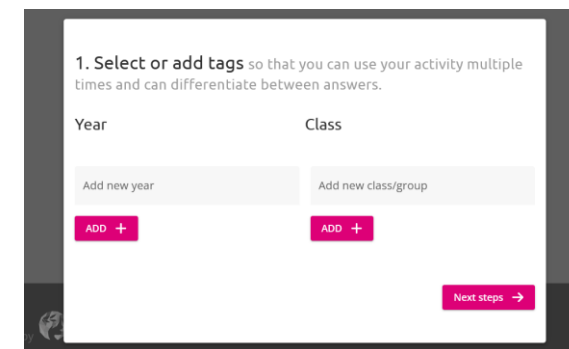 1. Select or add tags so that you can use your activity multiple
times and can differentiate between answers.
Year
Class
Add new year
Add new class/group
ADD +
ADD +
Next steps →